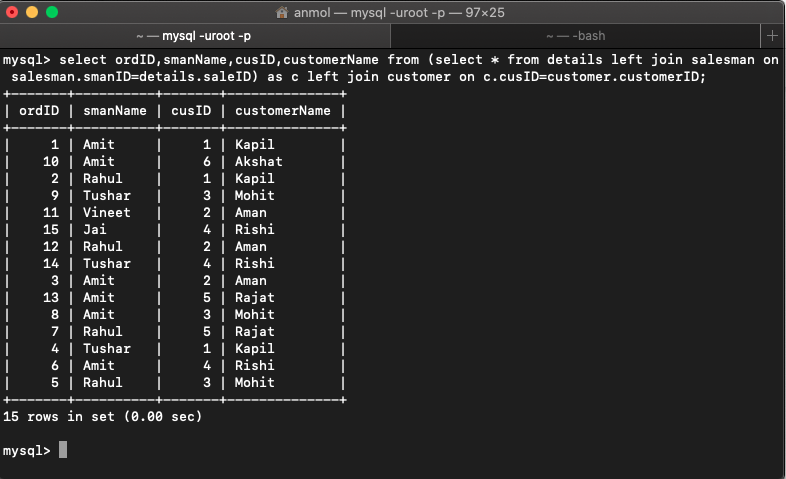 anmol — mysql -uroot -p — 97×25
~ — mysql -uroot -p
~ — -bash
+
mysql> select ordID,smanName,cusID,customerName from (select * from details left join salesman on
 salesman.smanID=details.saleID) as c left join customer on c.cusID=customer.customerID;
+-------+----------+-------+--------------+
| ordID | smanName | cusID | customerName |
+-------+----------+-------+--------------+
|     1 | Amit     |     1 | Kapil        |
|    10 | Amit     |     6 | Akshat       |
|     2 | Rahul    |     1 | Kapil        |
|     9 | Tushar   |     3 | Mohit        |
|    11 | Vineet   |     2 | Aman         |
|    15 | Jai      |     4 | Rishi        |
|    12 | Rahul    |     2 | Aman         |
|    14 | Tushar   |     4 | Rishi        |
|     3 | Amit     |     2 | Aman         |
|    13 | Amit     |     5 | Rajat        |
|     8 | Amit     |     3 | Mohit        |
|     7 | Rahul    |     5 | Rajat        |
|     4 | Tushar   |     1 | Kapil        |
|     6 | Amit     |     4 | Rishi        |
|     5 | Rahul    |     3 | Mohit        |
+-------+----------+-------+--------------+
15 rows in set (0.00 sec)
mysql>